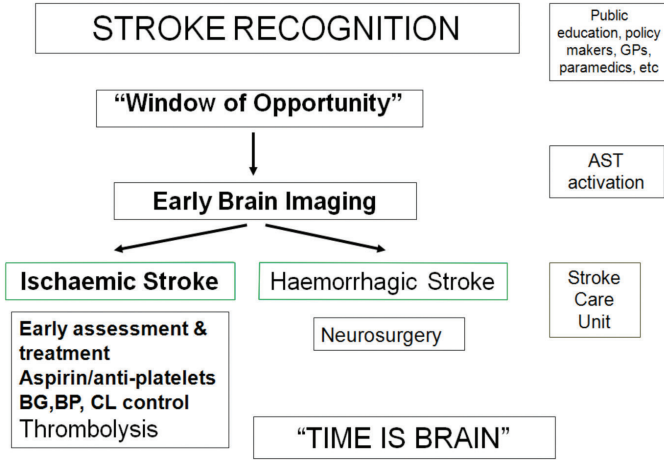 STROKE RECOGNITION
Public
education, policy
makers, GPs,
paramedics, etc
“Window of Opportunity”
AST
activation
Early Brain Imaging
Ischaemic Stroke
Haemorrhagic Stroke
Stroke
Care
Unit
Early assessment &
treatment
Aspirin/anti-platelets
BG,BP, CL control
Thrombolysis
Neurosurgery
“TIME IS BRAIN”